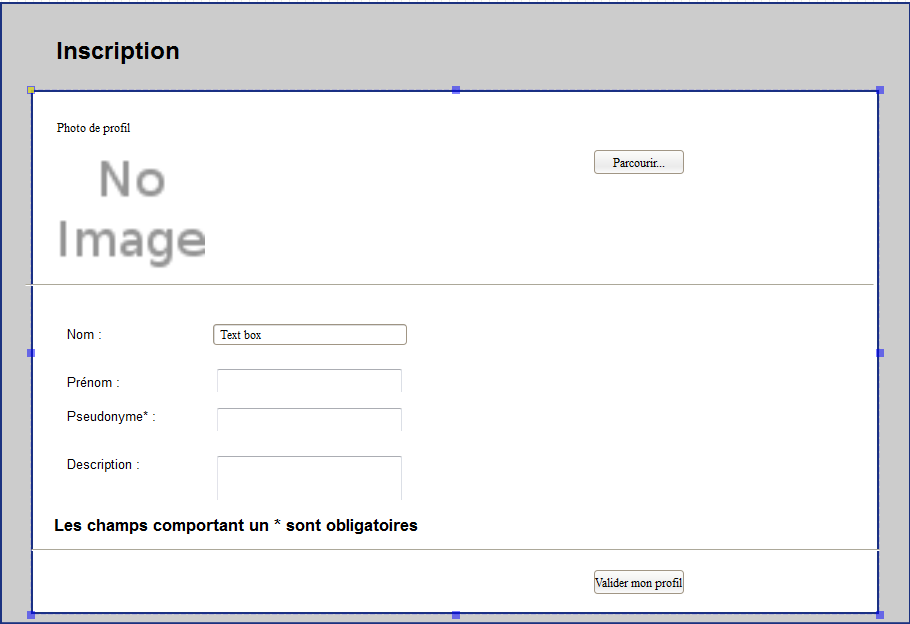 Inscription
Photo de profil
No
Image
Parcourir...
Nom :
Text box
Prénom :
Pseudonyme* :
Description :
Les champs comportant un * sont obligatoires
Valider mon profil